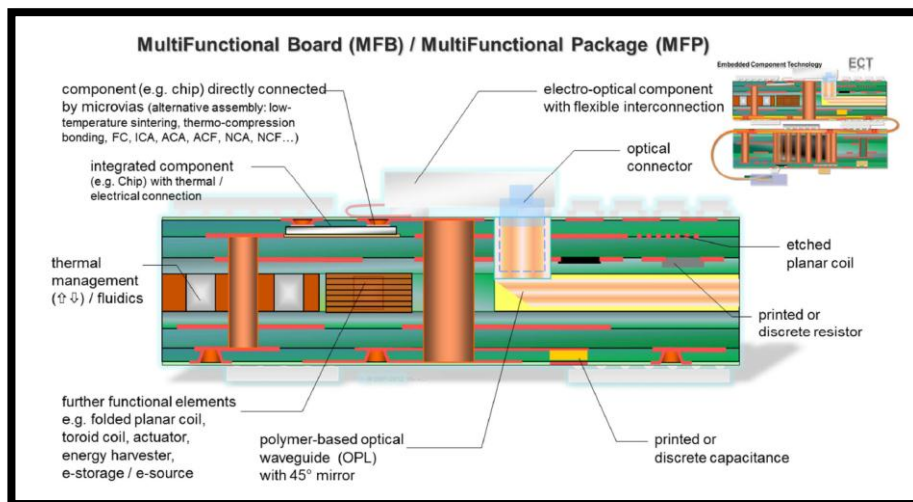 MultiFunctional Board (MFB) / MultiFunctional Package (MFP)
Embedded Component Technology
ECT
component (e.g. chip) directly connected
by microvias (alternative assembly: low-
temperature sintering, thermo-compression
bonding, FC, ICA, ACA, ACF, NCA, NCF...)
integrated component
(e.g. Chip) with thermal /
electrical connection
electro-optical component
with flexible interconnection
optical
connector
thermal
management
(⇧⇩) / fluidics
etched
planar coil
printed or
discrete resistor
further functional elements
e.g. folded planar coil,
toroid coil, actuator,
energy harvester,
e-storage / e-source
polymer-based optical
waveguide (OPL)
with 45° mirror
printed or
discrete capacitance